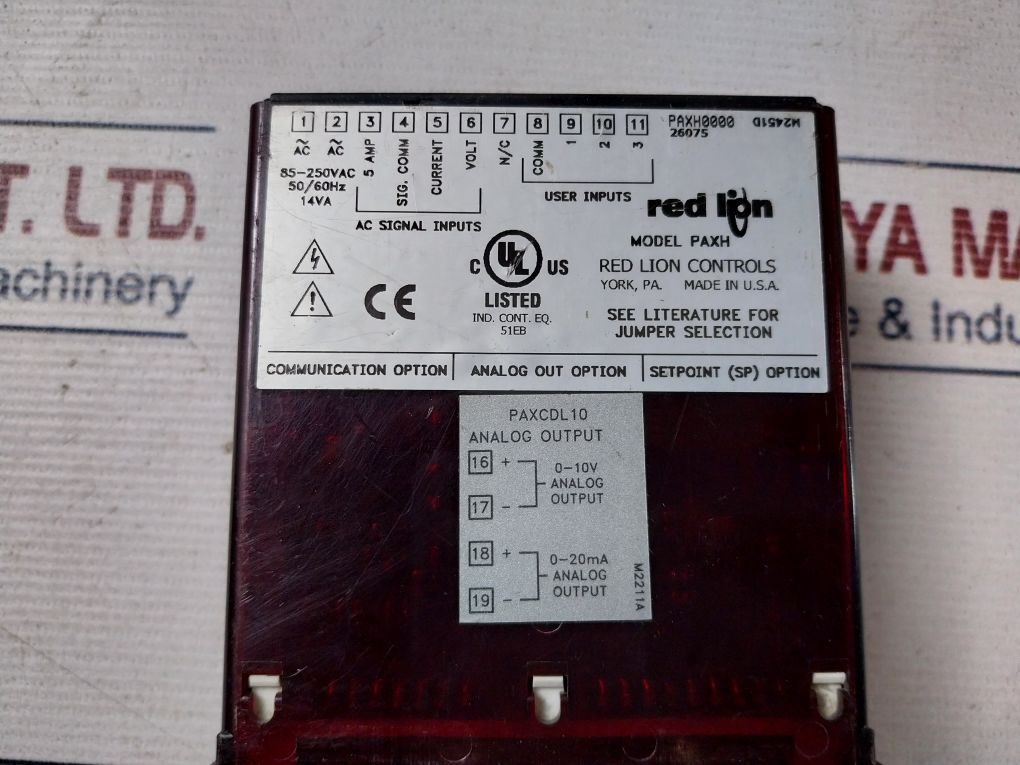 1 2 3 4 5 6 7 8 9 10 11 PAXH0000 M2451D
26075
AC AC 5 AMP SIG. COMM CURRENT VOLT N/C COMM 1 2 3
85-250VAC
50/60Hz
14VA
AC SIGNAL INPUTS
USER INPUTS
red lion
MODEL PAXH
RED LION CONTROLS
YORK, PA. MADE IN U.S.A.
SEE LITERATURE FOR
JUMPER SELECTION
C UL US
LISTED
IND. CONT. EQ.
51EB
CE
COMMUNICATION OPTION ANALOG OUT OPTION SETPOINT (SP) OPTION
PAXCDL10
ANALOG OUTPUT
16 +
17 -
0-10V
ANALOG
OUTPUT
18 +
19 -
0-20mA
ANALOG
OUTPUT
M2211A
T. LTD.
achinery
YA MA
e & Indu